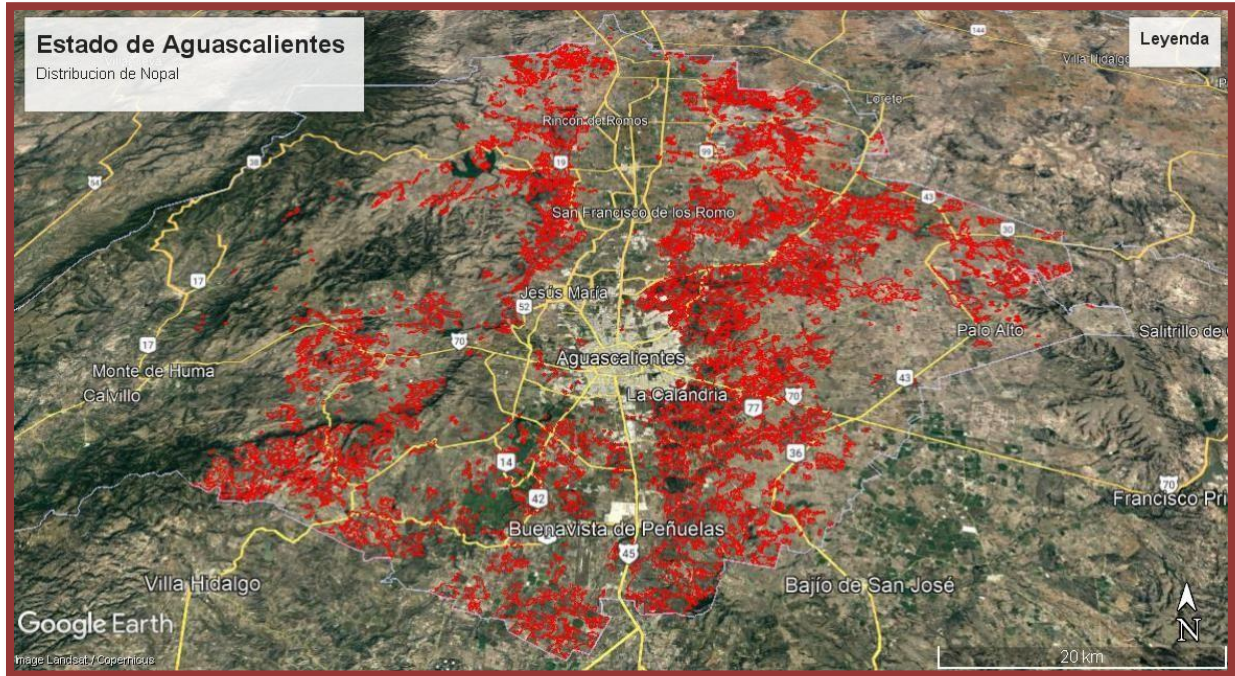 Estado de Aguascalientes
Distribucion de Nopal
Leyenda
144
Villa Hidalgo
Loreto
Rincón de Romos
38
19
99
54
43
San Francisco de los Romo
30
17
Jesús María
52
Palo Alto
Salitrillo de
17
70
Monte de Huma
Aguascalientes
Calvillo
La Calandria
43
70
77
36
14
70
42
Francisco Pri
Buenavista de Peñuelas
45
Villa Hidalgo
Bajío de San José
Google Earth
N
Image Landsat / Copernicus
20 km